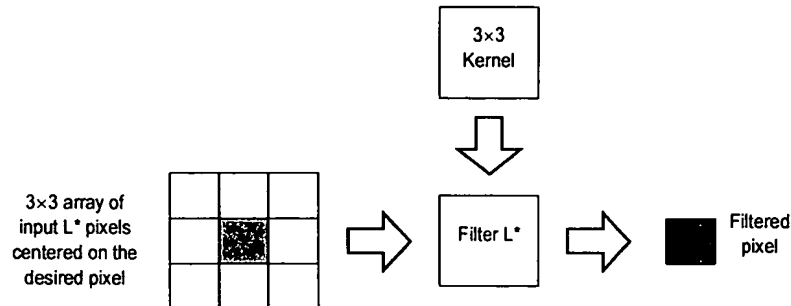 3×3
Kernel
3×3 array of
input L* pixels
centered on the
desired pixel
Filter L*
Filtered
pixel